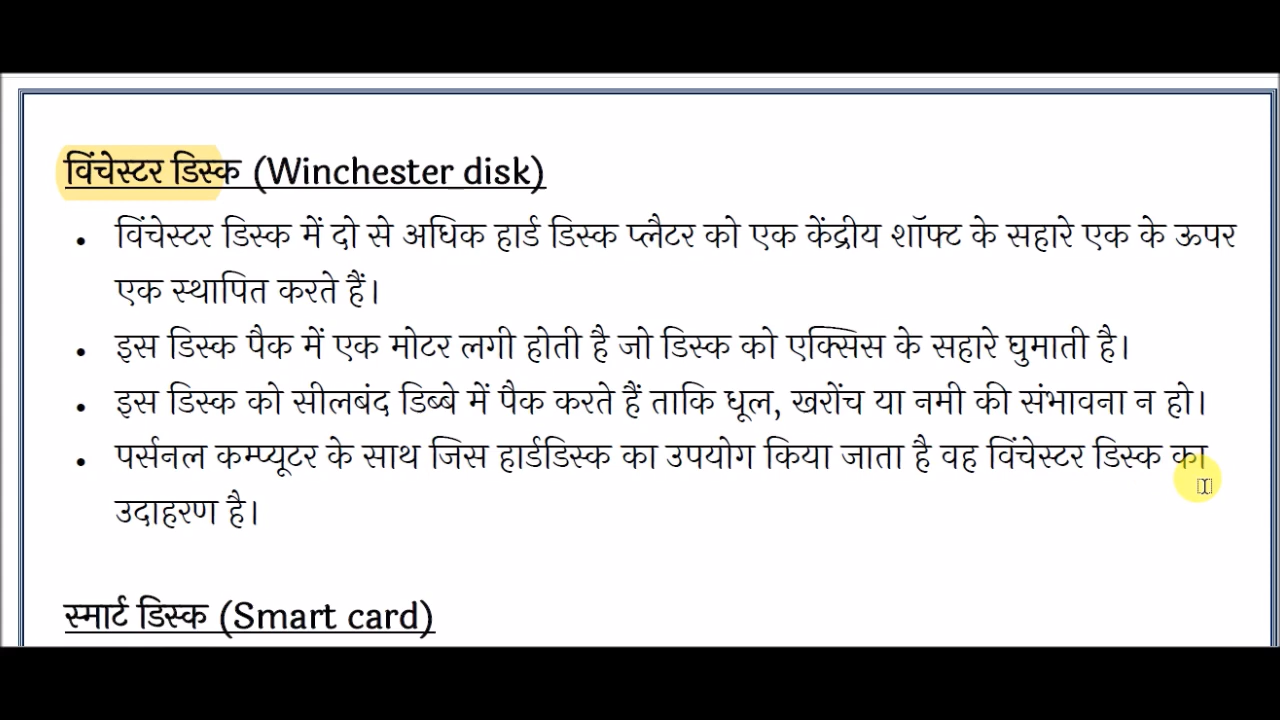 विंचेस्टर डिस्क (Winchester disk)
• विंचेस्टर डिस्क में दो से अधिक हार्ड डिस्क प्लैटर को एक केंद्रीय शॉफ्ट के सहारे एक के ऊपर
एक स्थापित करते हैं।
• इस डिस्क पैक में एक मोटर लगी होती है जो डिस्क को एक्सिस के सहारे घुमाती है।
• इस डिस्क को सीलबंद डिब्बे में पैक करते हैं ताकि धूल, खरोंच या नमी की संभावना न हो।
• पर्सनल कम्प्यूटर के साथ जिस हार्डडिस्क का उपयोग किया जाता है वह विंचेस्टर डिस्क का
उदाहरण है।
स्मार्ट डिस्क (Smart card)